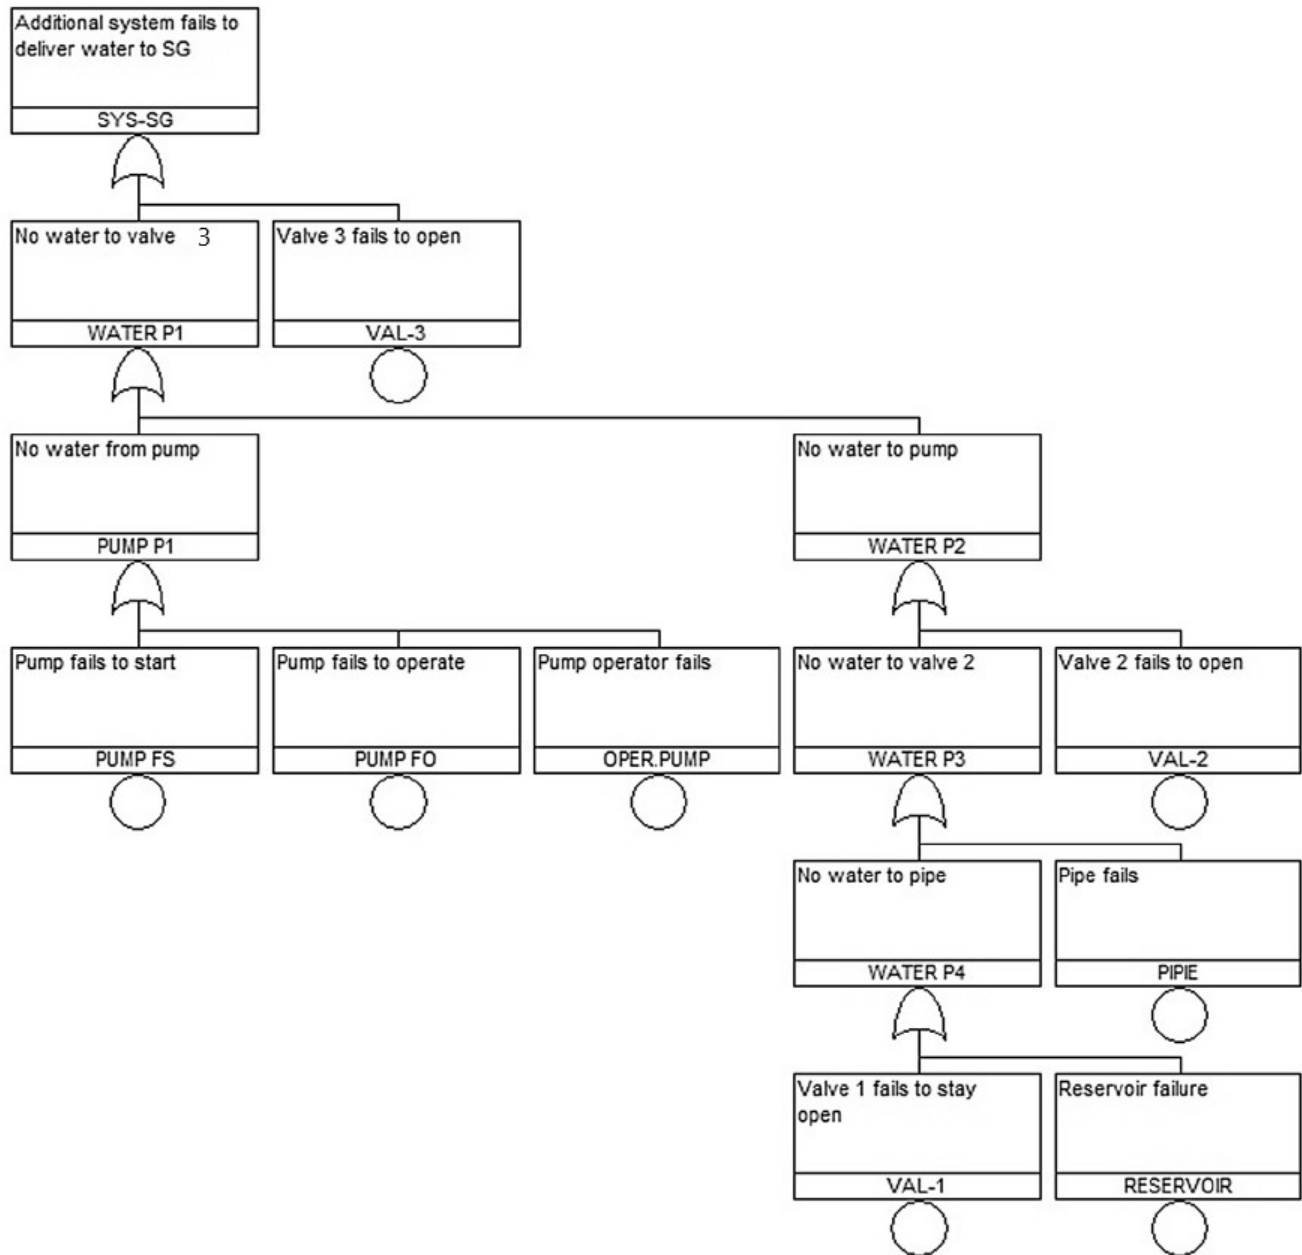 Additional system fails to
deliver water to SG
SYS-SG
No water to valve 3
WATER P1
Valve 3 fails to open
VAL-3
No water from pump
PUMP P1
No water to pump
WATER P2
Pump fails to start
PUMP FS
Pump fails to operate
PUMP FO
Pump operator fails
OPER.PUMP
No water to valve 2
WATER P3
Valve 2 fails to open
VAL-2
No water to pipe
WATER P4
Pipe fails
PIPIE
Valve 1 fails to stay
open
VAL-1
Reservoir failure
RESERVOIR